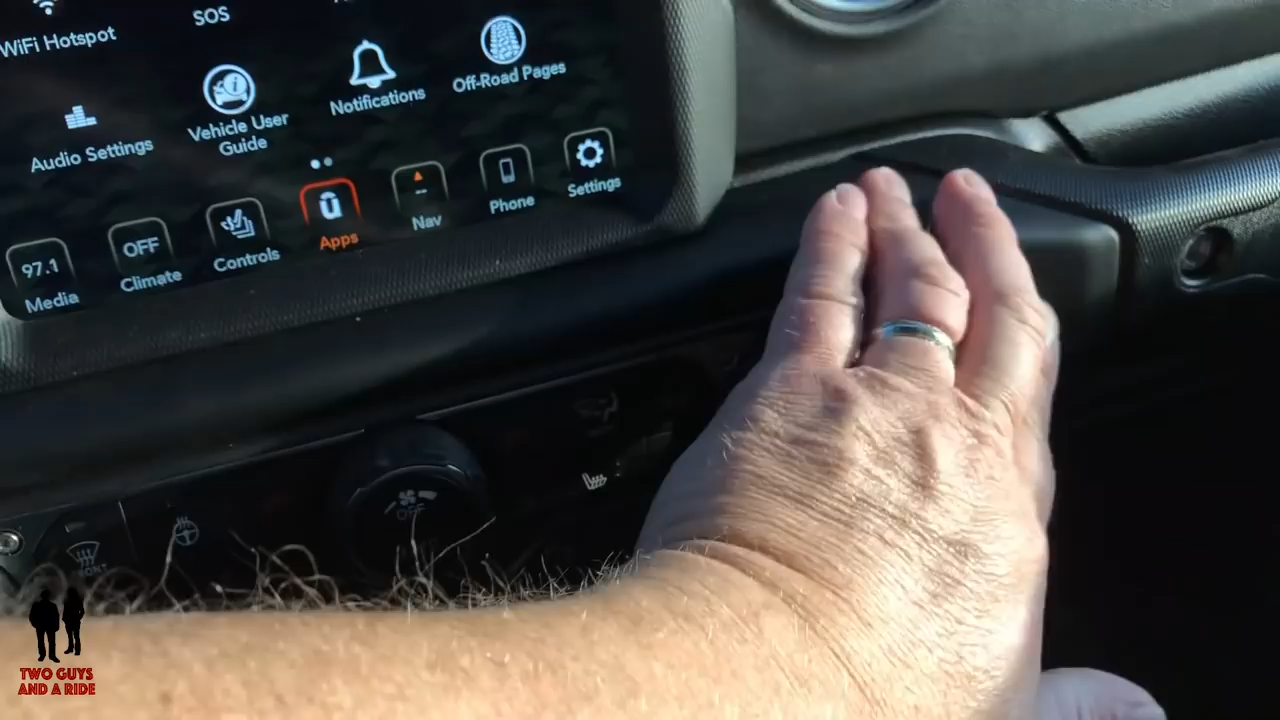 WiFi Hotspot
SOS
Audio Settings
Vehicle User
Guide
Notifications
Off-Road Pages
97.1
Media
OFF
Climate
Controls
Apps
--
Nav
Phone
Settings
OFF
TWO GUYS
AND A RIDE